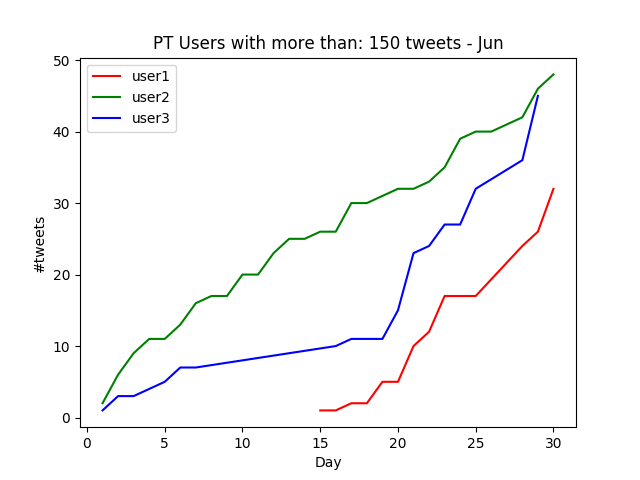 PT Users with more than: 150 tweets - Jun
user1
user2
user3
50
40
30
20
10
0
#tweets
0 5 10 15 20 25 30
Day